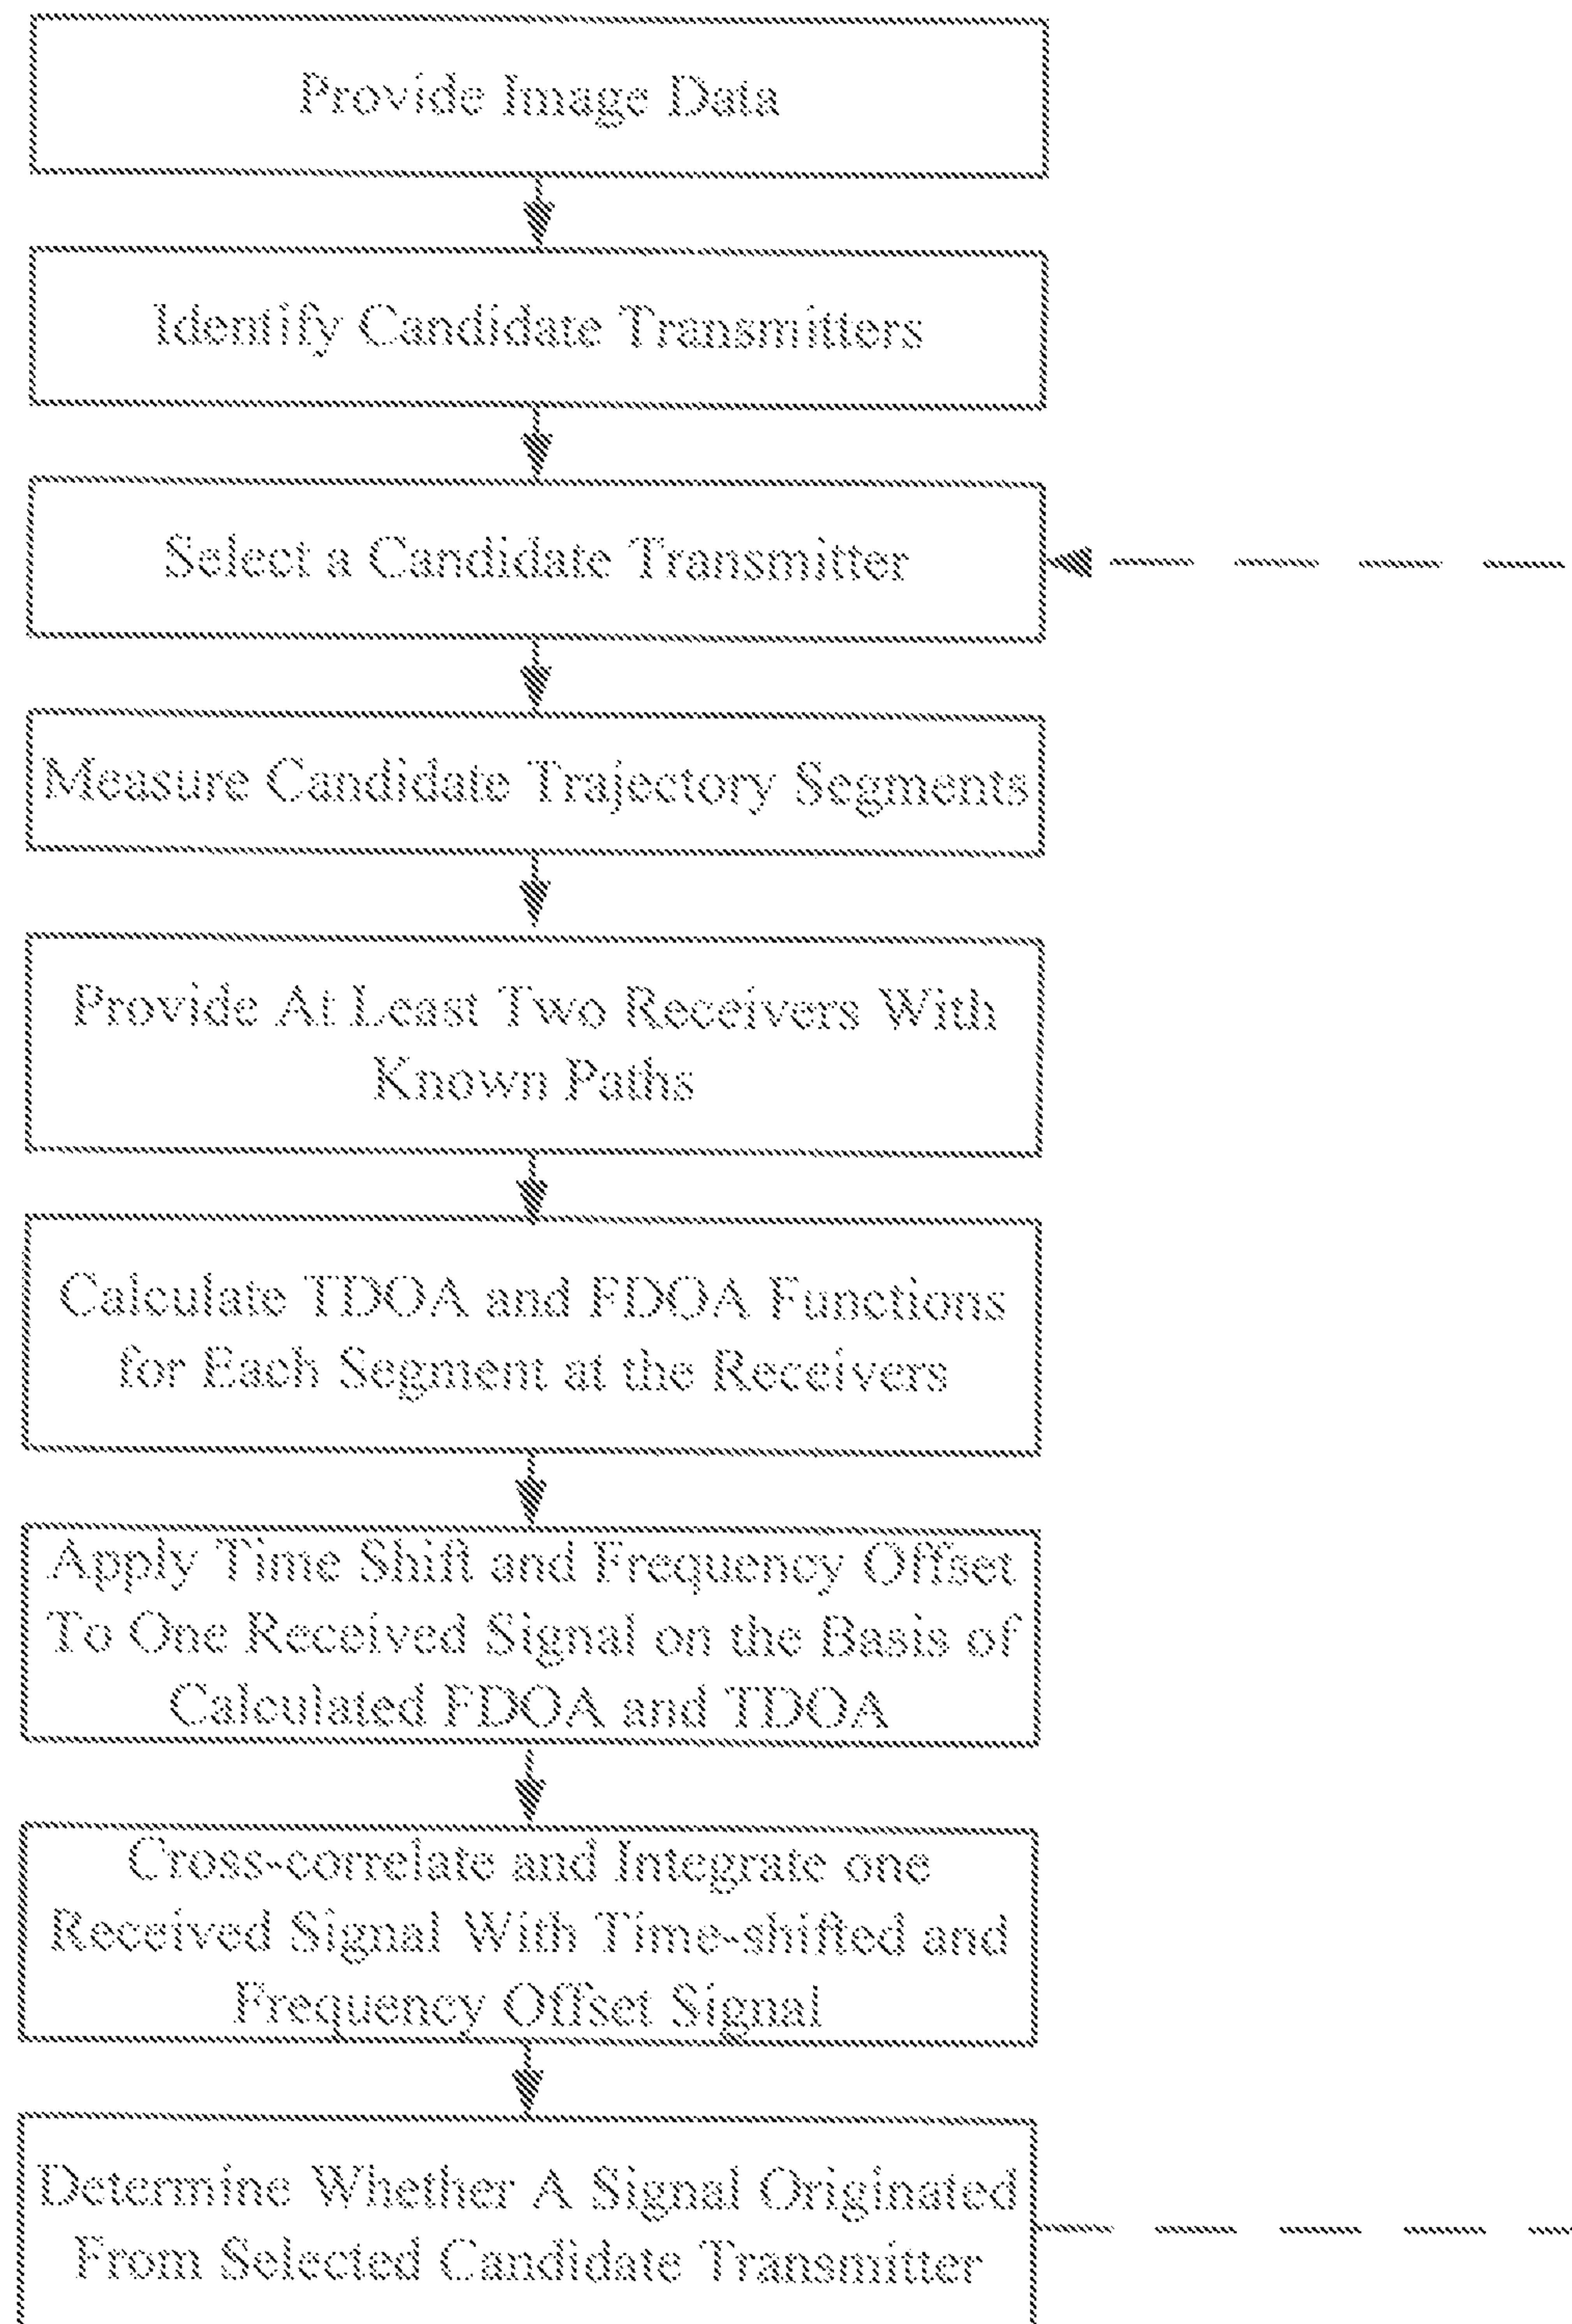 Provide Image Data
Identify Candidate Transmitters
Select a Candidate Transmitter
Measure Candidate Trajectory Segments
Provide At Least Two Receivers With
Known Paths
Calculate TDOA and FDOA Functions
for Each Segment at the Receivers
Apply Time Shift and Frequency Offset
To One Received Signal on the Basis of
Calculated FDOA and TDOA
Cross-correlate and Integrate one
Received Signal With Time-shifted and
Frequency Offset Signal
Determine Whether A Signal Originated
From Selected Candidate Transmitter